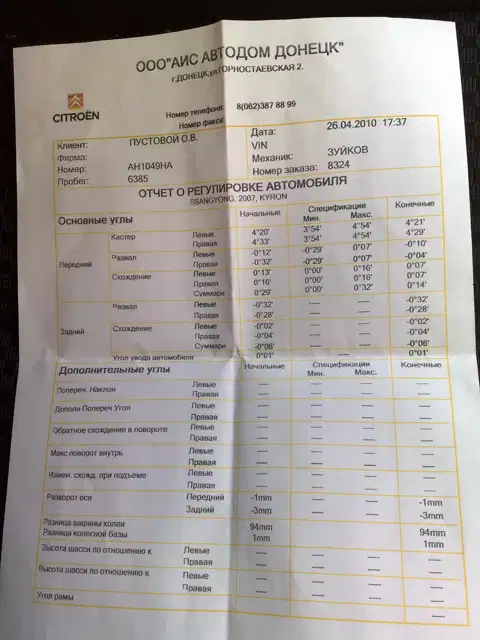 ООО"АИС АВТОДОМ ДОНЕЦК"
г.ДОНЕЦК,ул.ГОРНОСТАЕВСКАЯ 2.
CITROËN
Номер телефона: 8(062)387 88 99
Номер факса:
Клиент: ПУСТОВОЙ О.В. Дата: 26.04.2010 17:37
Фирма: VIN
Номер: АН1049НА Механик: ЗУЙКОВ
Пробег: 6385 Номер заказа: 8324
ОТЧЕТ О РЕГУЛИРОВКЕ АВТОМОБИЛЯ
SSANGYONG, 2007, KYRON
Основные углы Начальные Спецификации Мин. Макс. Конечные
Передний Кастер Левые 4°20' 3°54' 4°54' 4°21'
Правая 4°33' 3°54' 4°54' 4°29'
Развал Левые -0°12' -0°29' 0°07' -0°10'
Правая -0°32' -0°29' 0°07' -0°04'
Схождение Левые 0°13' 0°00' 0°16' 0°07'
Правая 0°16' 0°00' 0°16' 0°07'
Суммарн 0°29' 0°00' 0°32' 0°14'
Задний Развал Левые -0°32' ---- ---- -0°32'
Правая -0°28' ---- ---- -0°28'
Схождение Левые -0°02' ---- ---- -0°02'
Правая -0°04' ---- ---- -0°04'
Суммарн -0°06' ---- ---- -0°06'
Угол увода автомобиля 0°01' ---- ---- 0°01'
Дополнительные углы Начальные Спецификации Мин. Макс. Конечные
Попереч. Наклон Левые ---- ---- ---- ----
Правая ---- ---- ---- ----
Дополн Попереч Угол Левые ---- ---- ---- ----
Правая ---- ---- ---- ----
Обратное схождение в повороте Левые ---- ---- ---- ----
Правая ---- ---- ---- ----
Макс поворот внутрь Левые ---- ---- ---- ----
Правая ---- ---- ---- ----
Измен. схожд. при подъеме Левые ---- ---- ---- ----
Правая ---- ---- ---- ----
Разворот оси Передний -1mm ---- ---- -1mm
Задний -3mm ---- ---- -3mm
Разница ширины колеи 94mm ---- ---- 94mm
Разница колесной базы 1mm ---- ---- 1mm
Высота шасси по отношению к Левые ---- ---- ---- ----
Правая ---- ---- ---- ----
Высота шасси по отношению к Левые ---- ---- ---- ----
Правая ---- ---- ---- ----
Угол рамы ---- ---- ---- ----